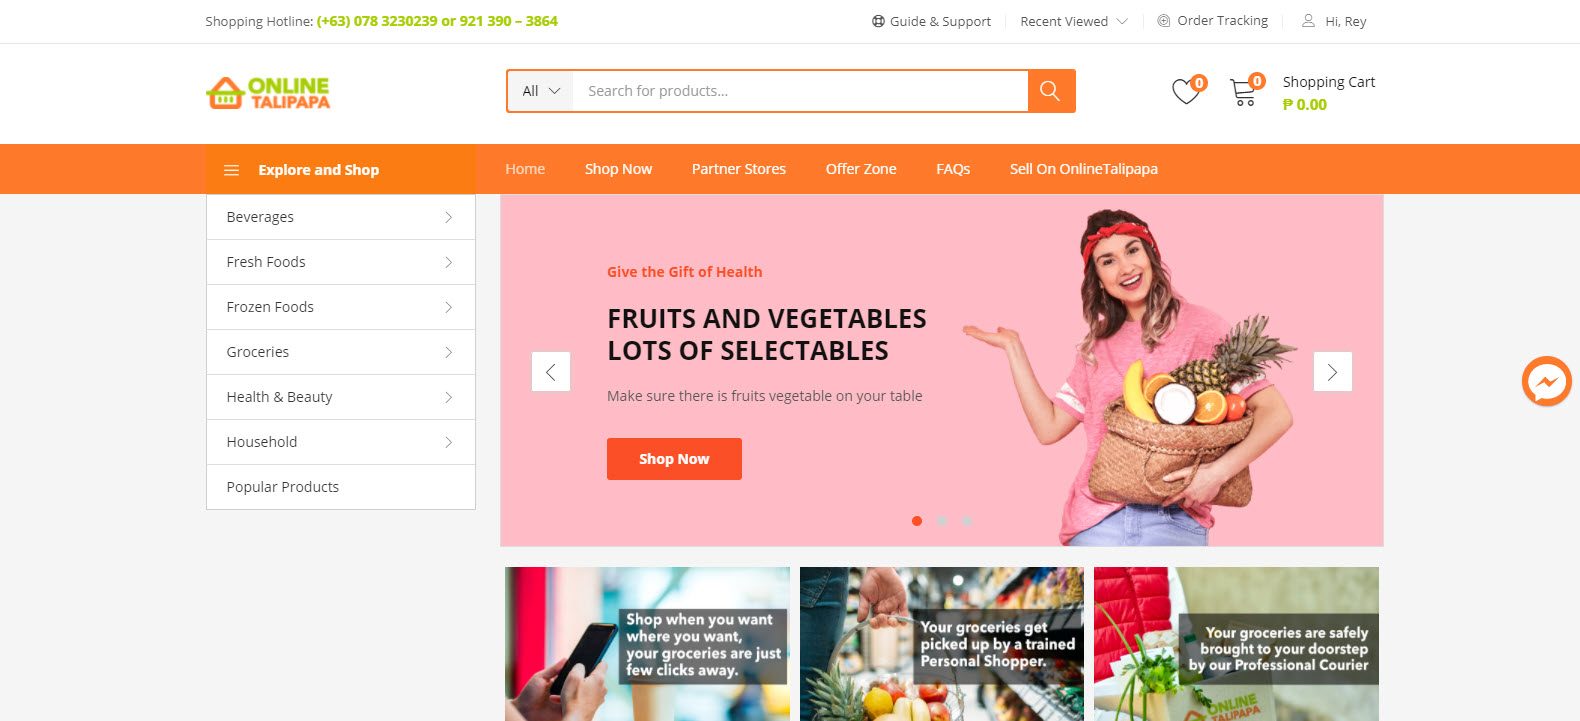 Shopping Hotline: (+63) 078 3230239 or 921 390 – 3864
Guide & Support
Recent Viewed
Order Tracking
Hi, Rey
ONLINE
TALIPAPA
All
Search for products...
0
0
Shopping Cart
₱ 0.00
Explore and Shop
Home
Shop Now
Partner Stores
Offer Zone
FAQs
Sell On OnlineTalipapa
Beverages
Fresh Foods
Frozen Foods
Groceries
Health & Beauty
Household
Popular Products
Give the Gift of Health
FRUITS AND VEGETABLES
LOTS OF SELECTABLES
Make sure there is fruits vegetable on your table
Shop Now
Shop when you want
where you want,
your groceries are just
few clicks away.
Your groceries get
picked up by a trained
Personal Shopper.
Your groceries are safely
brought to your doorstep
by our Professional Courier
ONLINE
TALIPAPA